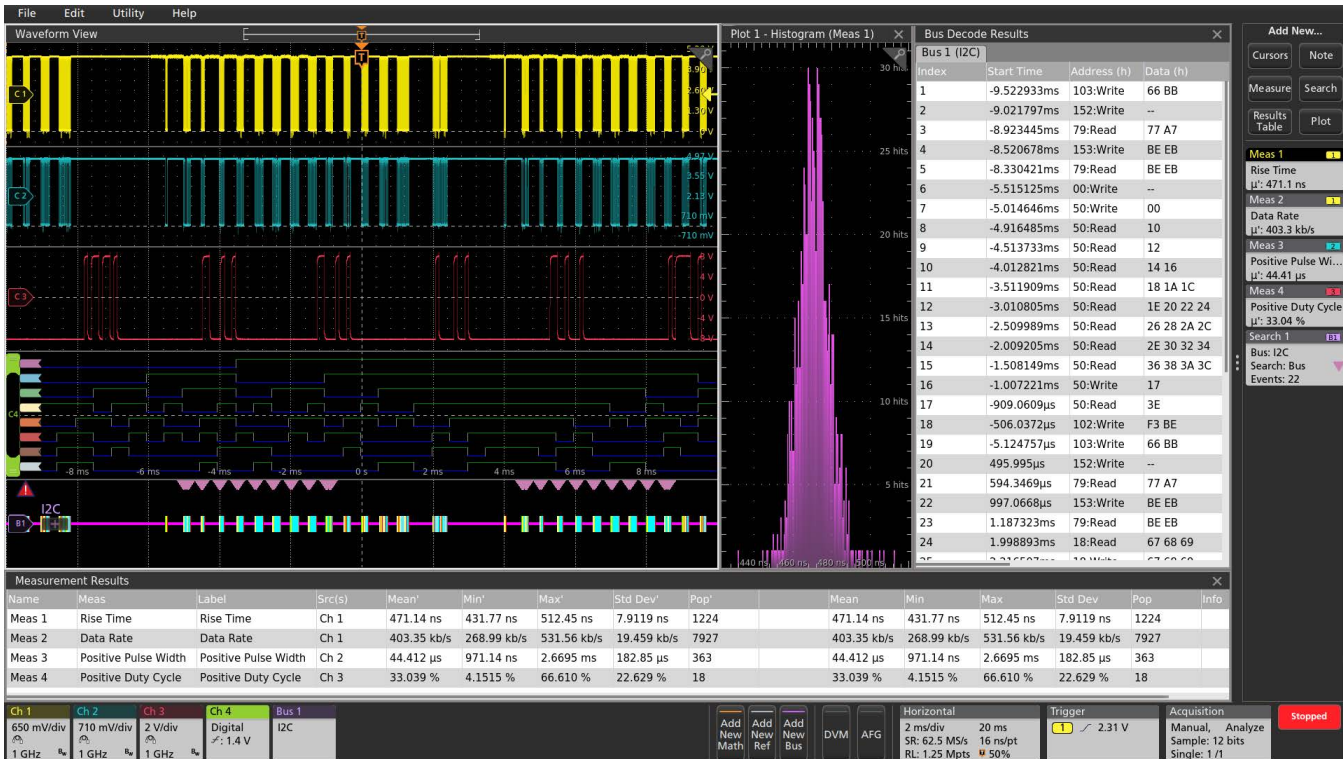 File Edit Utility Help
Waveform View
C 1
3.90
2.60
1.30
0 V
C 2
4.97 V
3.55
2.13
710 mV
-710 mV
C 3
8 V
4 V
0 V
-4 V
-8 V
C4
-8 ms -6 ms -4 ms -2 ms 0 s 2 ms 4 ms 6 ms 8 ms
I2C
B1
Plot 1 - Histogram (Meas 1)
30 hits
25 hits
20 hits
15 hits
10 hits
5 hits
440 ns 460 ns 480 ns 500 ns
Bus Decode Results
Bus 1 (I2C)
Index Start Time Address (h) Data (h)
1 -9.522933ms 103:Write 66 BB
2 -9.021797ms 152:Write --
3 -8.923445ms 79:Read 77 A7
4 -8.520678ms 153:Write BE EB
5 -8.330421ms 79:Read BE EB
6 -5.515125ms 00:Write --
7 -5.014646ms 50:Write 00
8 -4.916485ms 50:Read 10
9 -4.513733ms 50:Read 12
10 -4.012821ms 50:Read 14 16
11 -3.511909ms 50:Read 18 1A 1C
12 -3.010805ms 50:Read 1E 20 22 24
13 -2.509989ms 50:Read 26 28 2A 2C
14 -2.009205ms 50:Read 2E 30 32 34
15 -1.508149ms 50:Read 36 38 3A 3C
16 -1.007221ms 50:Write 17
17 -909.0609µs 50:Read 3E
18 -506.0372µs 102:Write F3 BE
19 -5.124757µs 103:Write 66 BB
20 495.995µs 152:Write --
21 594.3469µs 79:Read 77 A7
22 997.0668µs 153:Write BE EB
23 1.187323ms 79:Read BE EB
24 1.998893ms 18:Read 67 68 69
Add New...
Cursors Note
Measure Search
Results Table Plot
Meas 1 1
Rise Time
µ': 471.1 ns
Meas 2 1
Data Rate
µ': 403.3 kb/s
Meas 3 2
Positive Pulse Wi...
µ': 44.41 µs
Meas 4 3
Positive Duty Cycle
µ': 33.04 %
Search 1 B1
Bus: I2C
Search: Bus
Events: 22
Measurement Results
Name Meas Label Src(s) Mean' Min' Max' Std Dev' Pop' Mean Min Max Std Dev Pop Info
Meas 1 Rise Time Rise Time Ch 1 471.14 ns 431.77 ns 512.45 ns 7.9119 ns 1224 471.14 ns 431.77 ns 512.45 ns 7.9119 ns 1224
Meas 2 Data Rate Data Rate Ch 1 403.35 kb/s 268.99 kb/s 531.56 kb/s 19.459 kb/s 7927 403.35 kb/s 268.99 kb/s 531.56 kb/s 19.459 kb/s 7927
Meas 3 Positive Pulse Width Positive Pulse Width Ch 2 44.412 µs 971.14 ns 2.6695 ms 182.85 µs 363 44.412 µs 971.14 ns 2.6695 ms 182.85 µs 363
Meas 4 Positive Duty Cycle Positive Duty Cycle Ch 3 33.039 % 4.1515 % 66.610 % 22.629 % 18 33.039 % 4.1515 % 66.610 % 22.629 % 18
Ch 1
650 mV/div
1 GHz Bw
Ch 2
710 mV/div
1 GHz Bw
Ch 3
2 V/div
1 GHz Bw
Ch 4
Digital
: 1.4 V
Bus 1
I2C
Add New Math
Add New Ref
Add New Bus
DVM AFG
Horizontal
2 ms/div 20 ms
SR: 62.5 MS/s 16 ns/pt
RL: 1.25 Mpts 50%
Trigger
1 2.31 V
Acquisition
Manual, Analyze
Sample: 12 bits
Single: 1 /1
Stopped